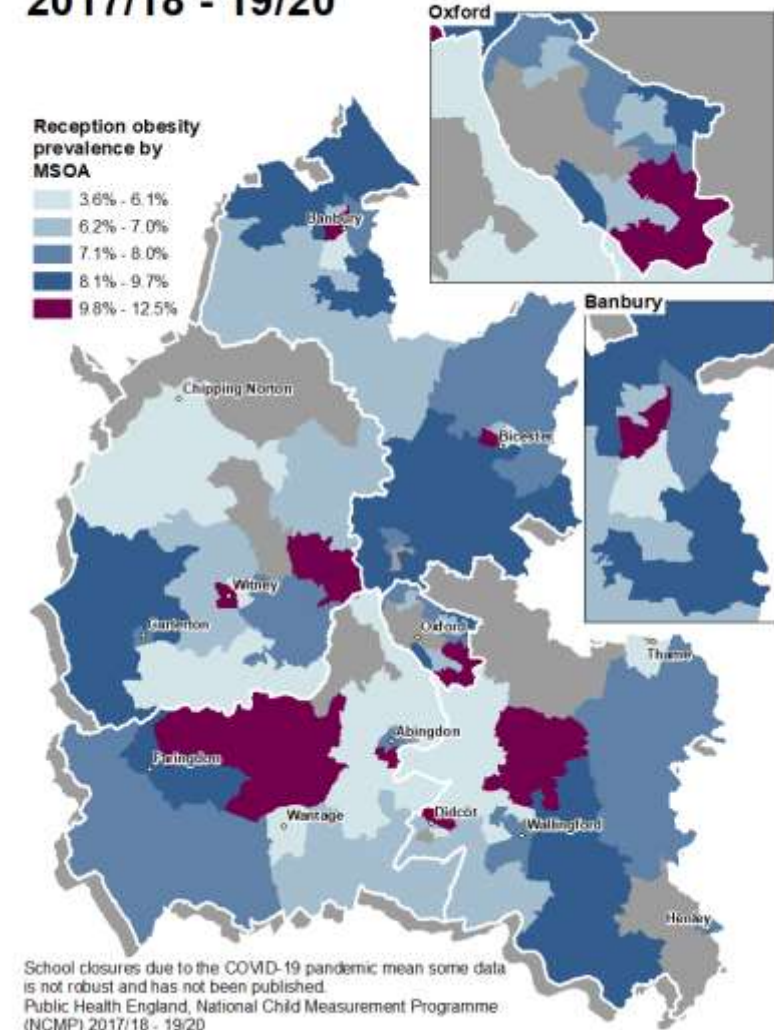 2017/18 - 19/20
Oxford
Reception obesity
prevalence by
MSOA
3.6% - 6.1%
6.2% - 7.0%
7.1% - 8.0%
8.1% - 9.7%
9.8% - 12.5%
Banbury
Banbury
Chipping Norton
Bicester
Witney
Carterton
Oxford
Thame
Abingdon
Faringdon
Wantage
Didcot
Wallingford
Henley
School closures due to the COVID-19 pandemic mean some data
is not robust and has not been published.
Public Health England, National Child Measurement Programme
(NCMP) 2017/18 - 19/20